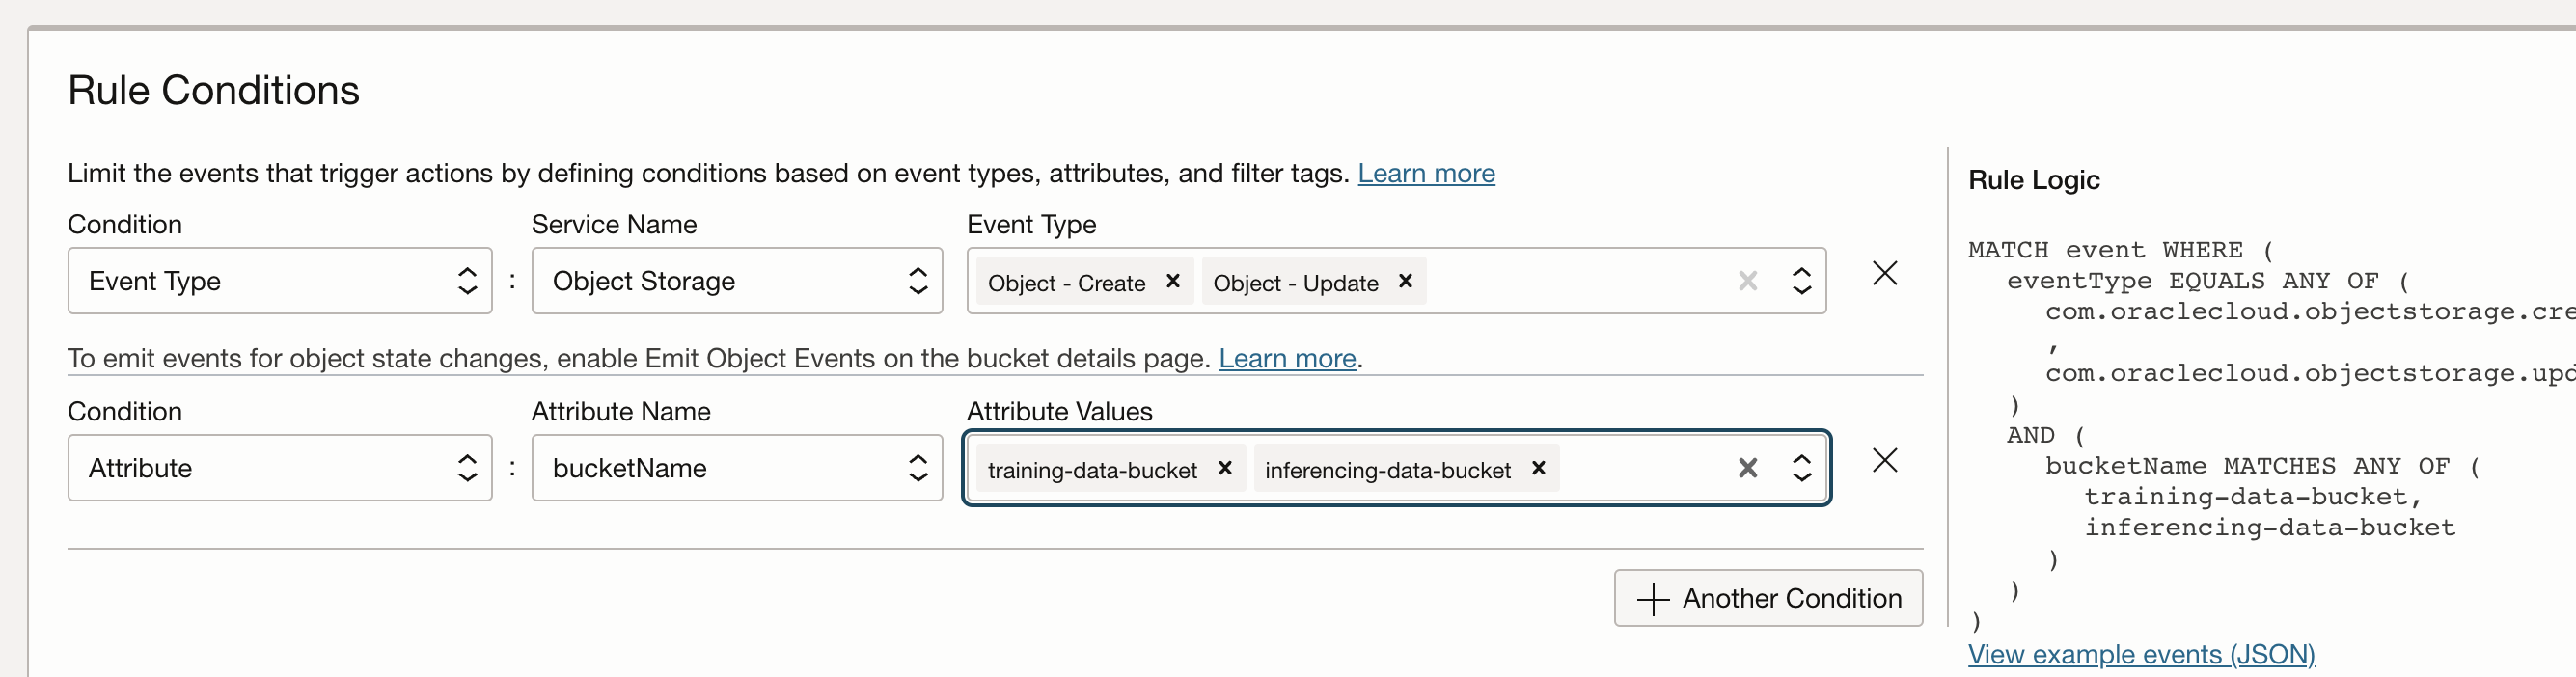 Rule Conditions
Limit the events that trigger actions by defining conditions based on event types, attributes, and filter tags. Learn more
Condition
Service Name
Event Type
Event Type
:
Object Storage
Object - Create
Object - Update
To emit events for object state changes, enable Emit Object Events on the bucket details page. Learn more.
Condition
Attribute Name
Attribute Values
Attribute
:
bucketName
training-data-bucket
inferencing-data-bucket
Another Condition
Rule Logic
MATCH event WHERE (
eventType EQUALS ANY OF (
com.oraclecloud.objectstorage.cre
,
com.oraclecloud.objectstorage.upd
)
AND (
bucketName MATCHES ANY OF (
training-data-bucket,
inferencing-data-bucket
)
)
)
View example events (JSON)